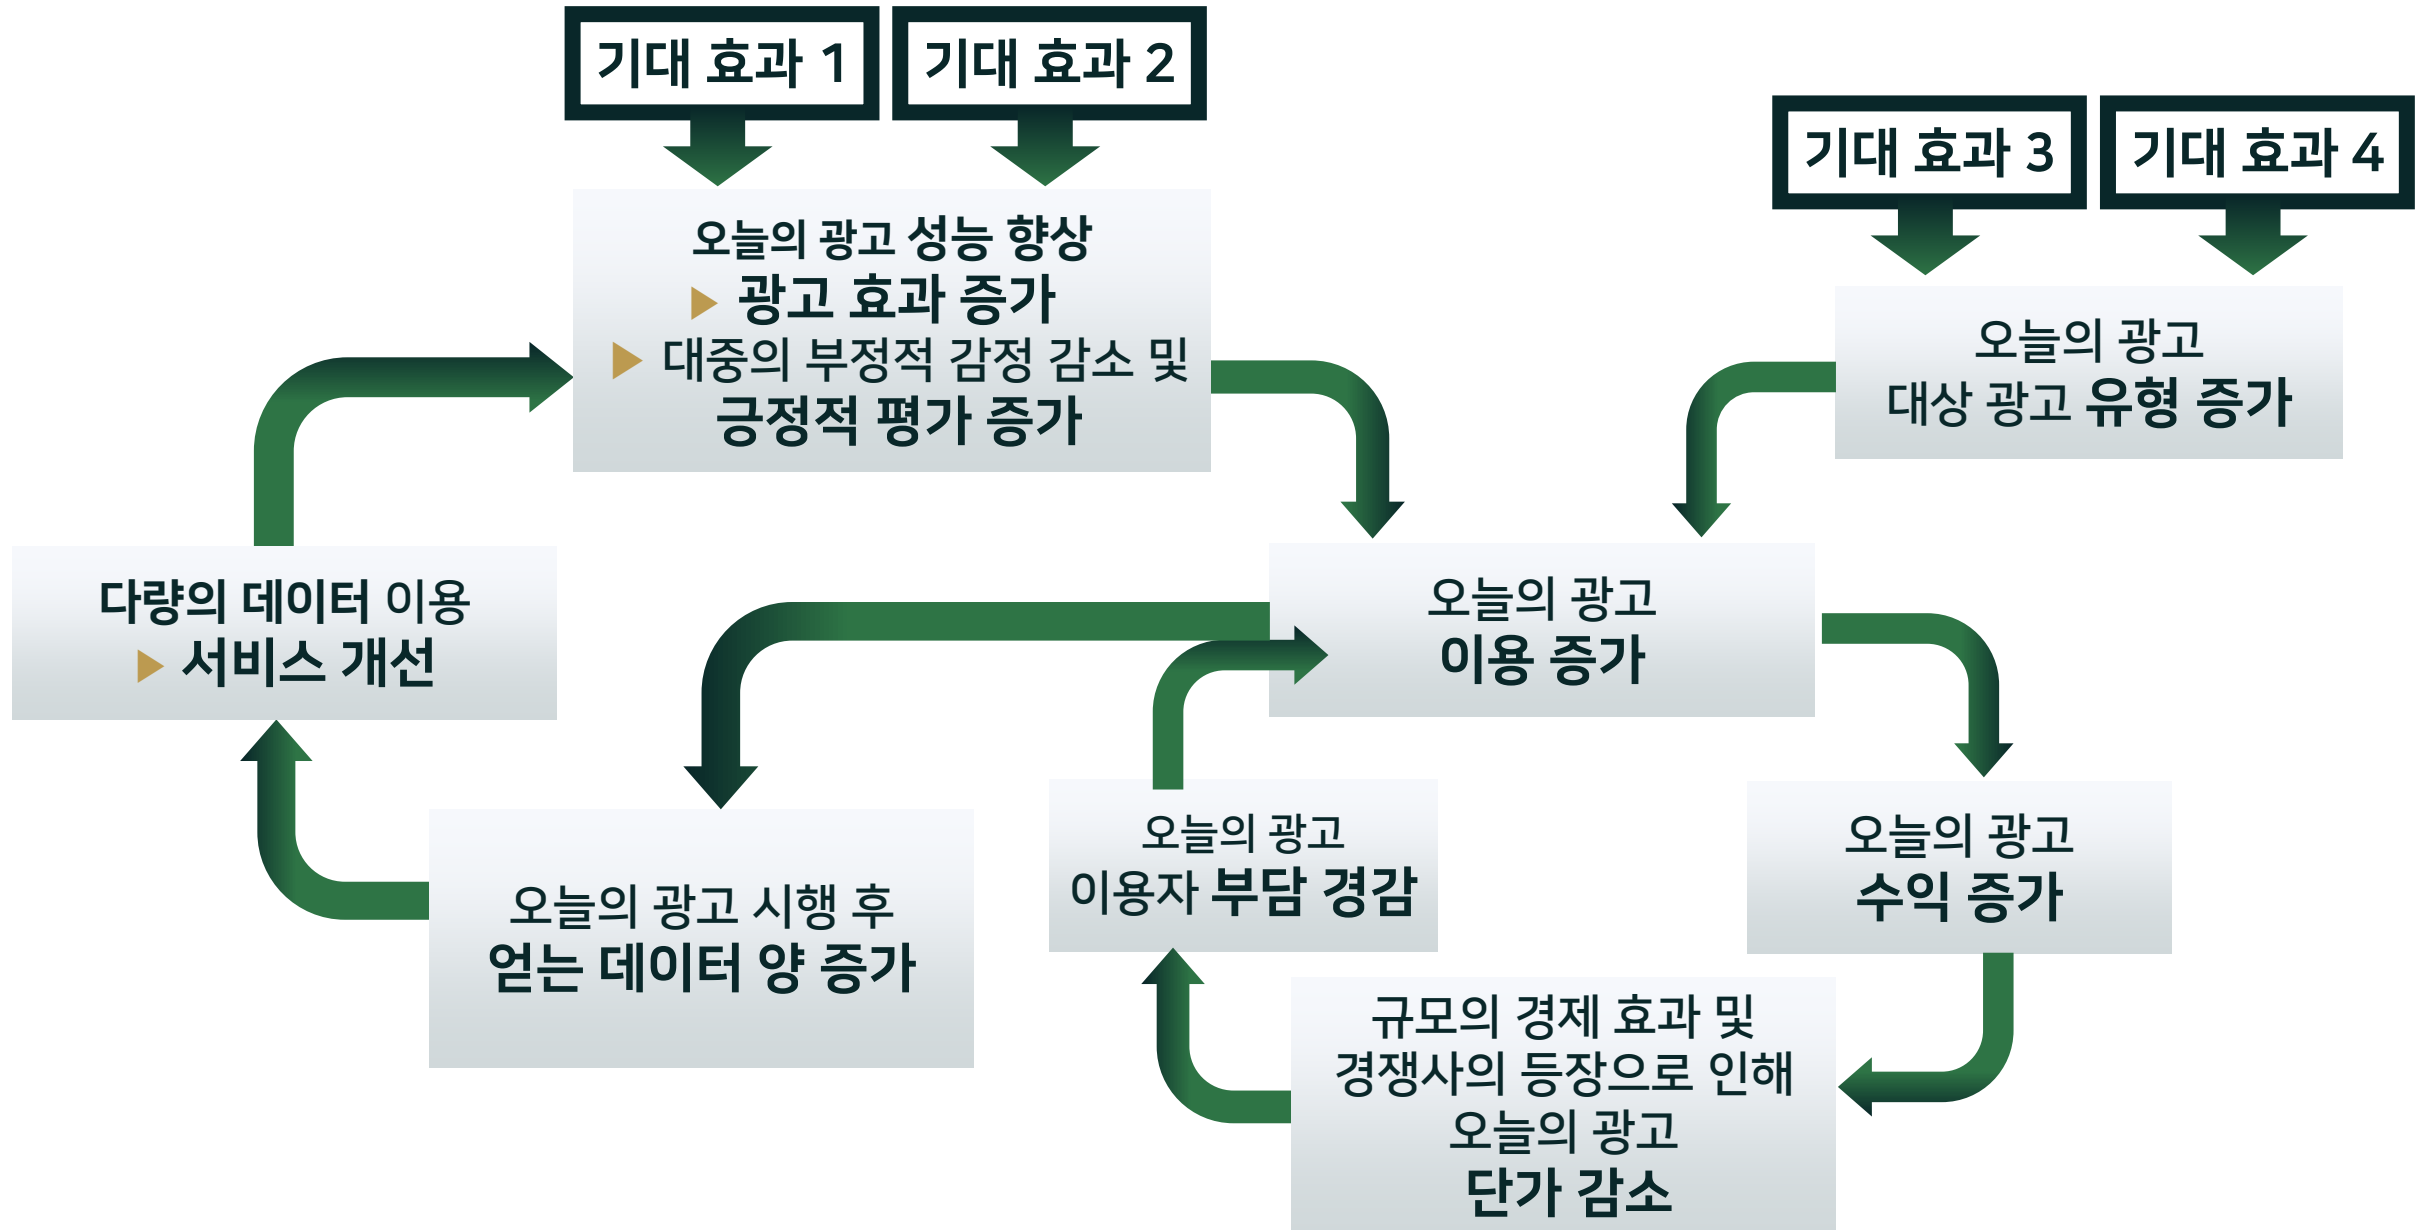 기대 효과 1
기대 효과 2
기대 효과 3
기대 효과 4
오늘의 광고 성능 향상
▶ 광고 효과 증가
▶ 대중의 부정적 감정 감소 및
긍정적 평가 증가
오늘의 광고
대상 광고 유형 증가
다량의 데이터 이용
▶ 서비스 개선
오늘의 광고
이용 증가
오늘의 광고 시행 후
얻는 데이터 양 증가
오늘의 광고
이용자 부담 경감
오늘의 광고
수익 증가
규모의 경제 효과 및
경쟁사의 등장으로 인해
오늘의 광고
단가 감소